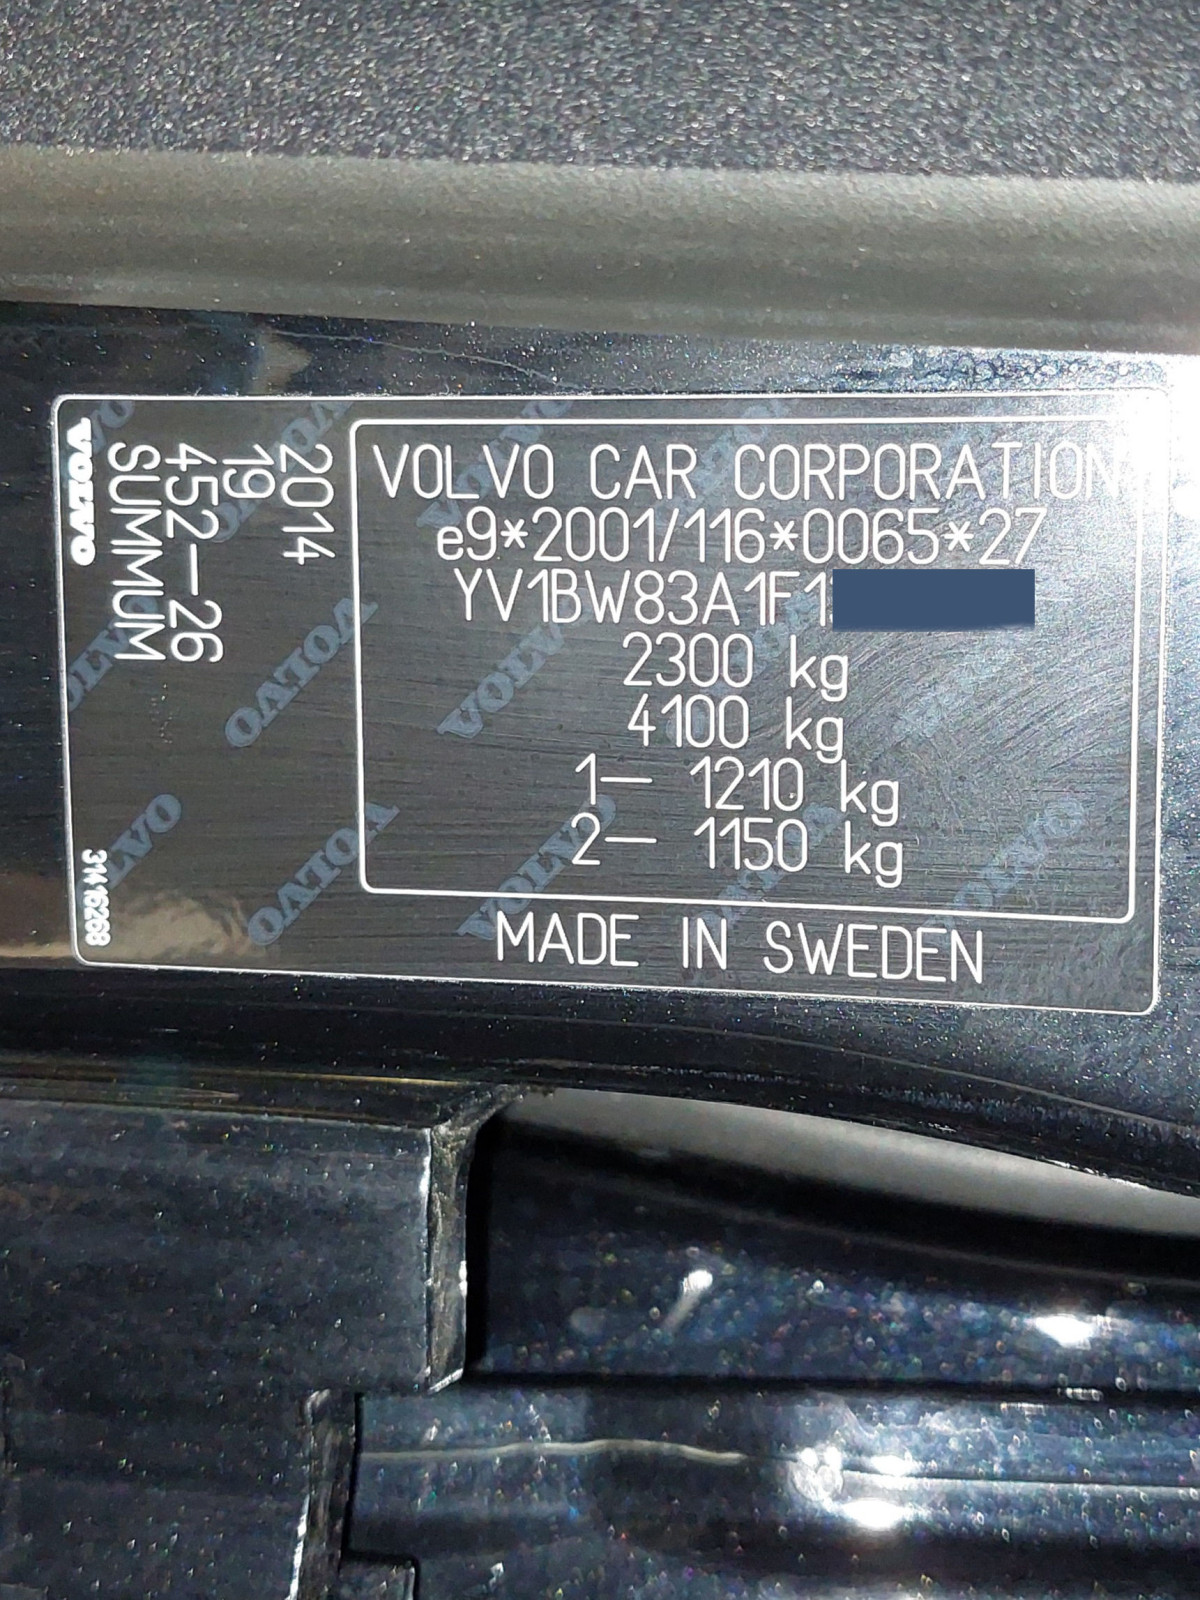 VOLVO
SUMMUM
452-26
19
2014
31416268
VOLVO CAR CORPORATION
e9*2001/116*0065*27
YV1BW83A1F1
2300 kg
4100 kg
1- 1210 kg
2- 1150 kg
MADE IN SWEDEN